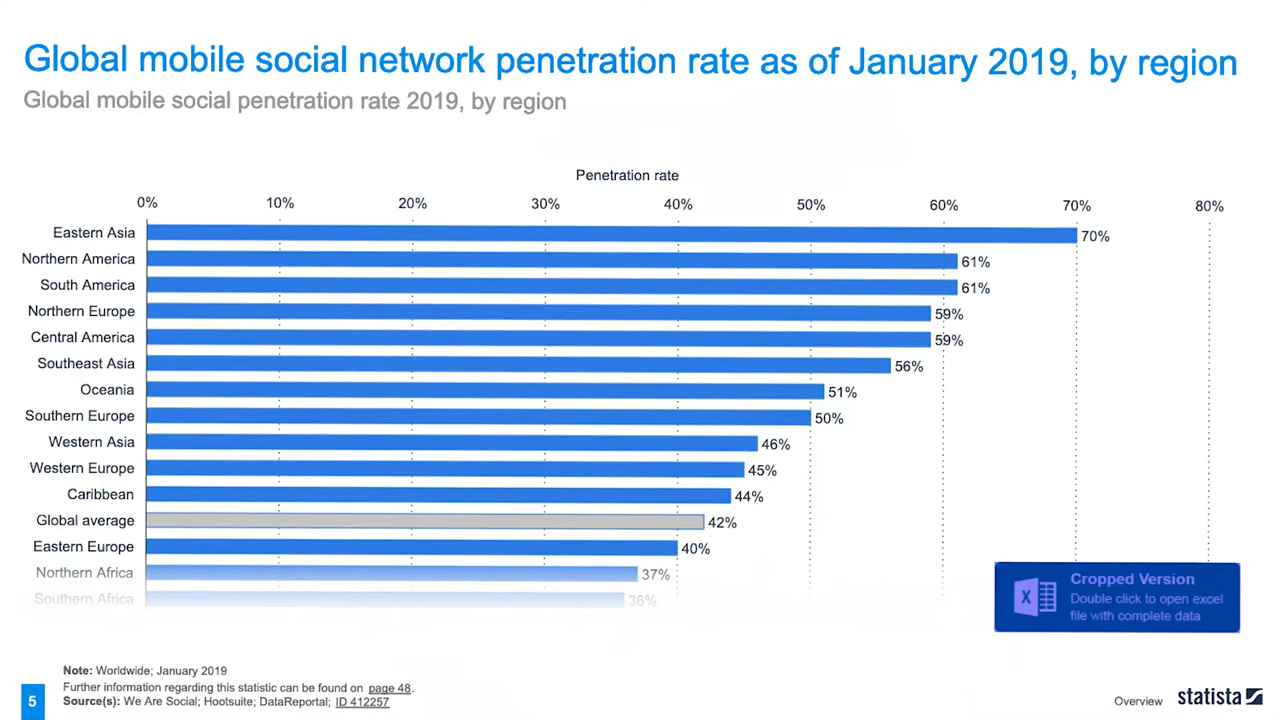 Global mobile social network penetration rate as of January 2019, by region
Global mobile social penetration rate 2019, by region
Penetration rate
0% 10% 20% 30% 40% 50% 60% 70% 80%
Eastern Asia 70%
Northern America 61%
South America 61%
Northern Europe 59%
Central America 59%
Southeast Asia 56%
Oceania 51%
Southern Europe 50%
Western Asia 46%
Western Europe 45%
Caribbean 44%
Global average 42%
Eastern Europe 40%
Northern Africa 37%
Southern Africa 36%
X
Cropped Version
Double click to open excel
file with complete data
Note: Worldwide; January 2019
Further information regarding this statistic can be found on page 48.
Source(s): We Are Social; Hootsuite; DataReportal; ID 412257
5
Overview
statista